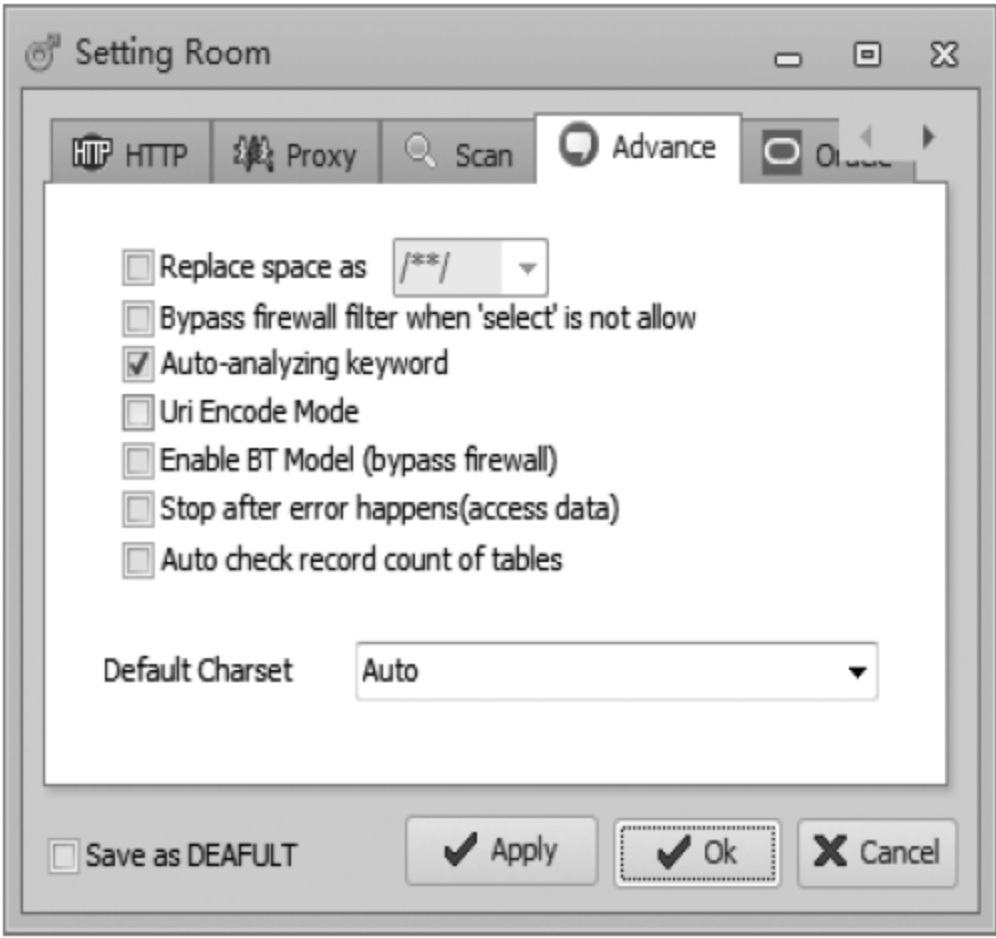 Setting Room
HTTP HTTP Proxy Scan Advance Oracle
Replace space as /**/
Bypass firewall filter when 'select' is not allow
Auto-analyzing keyword
Uri Encode Mode
Enable BT Model (bypass firewall)
Stop after error happens(access data)
Auto check record count of tables
Default Charset Auto
Save as DEAFULT Apply Ok Cancel